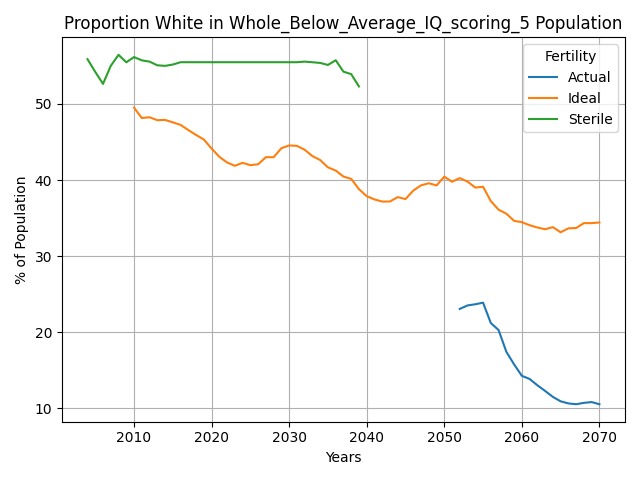 Proportion White in Whole_Below_Average_IQ_scoring_5 Population
Fertility
Actual
Ideal
Sterile
% of Population
50
40
30
20
10
2010 2020 2030 2040 2050 2060 2070
Years